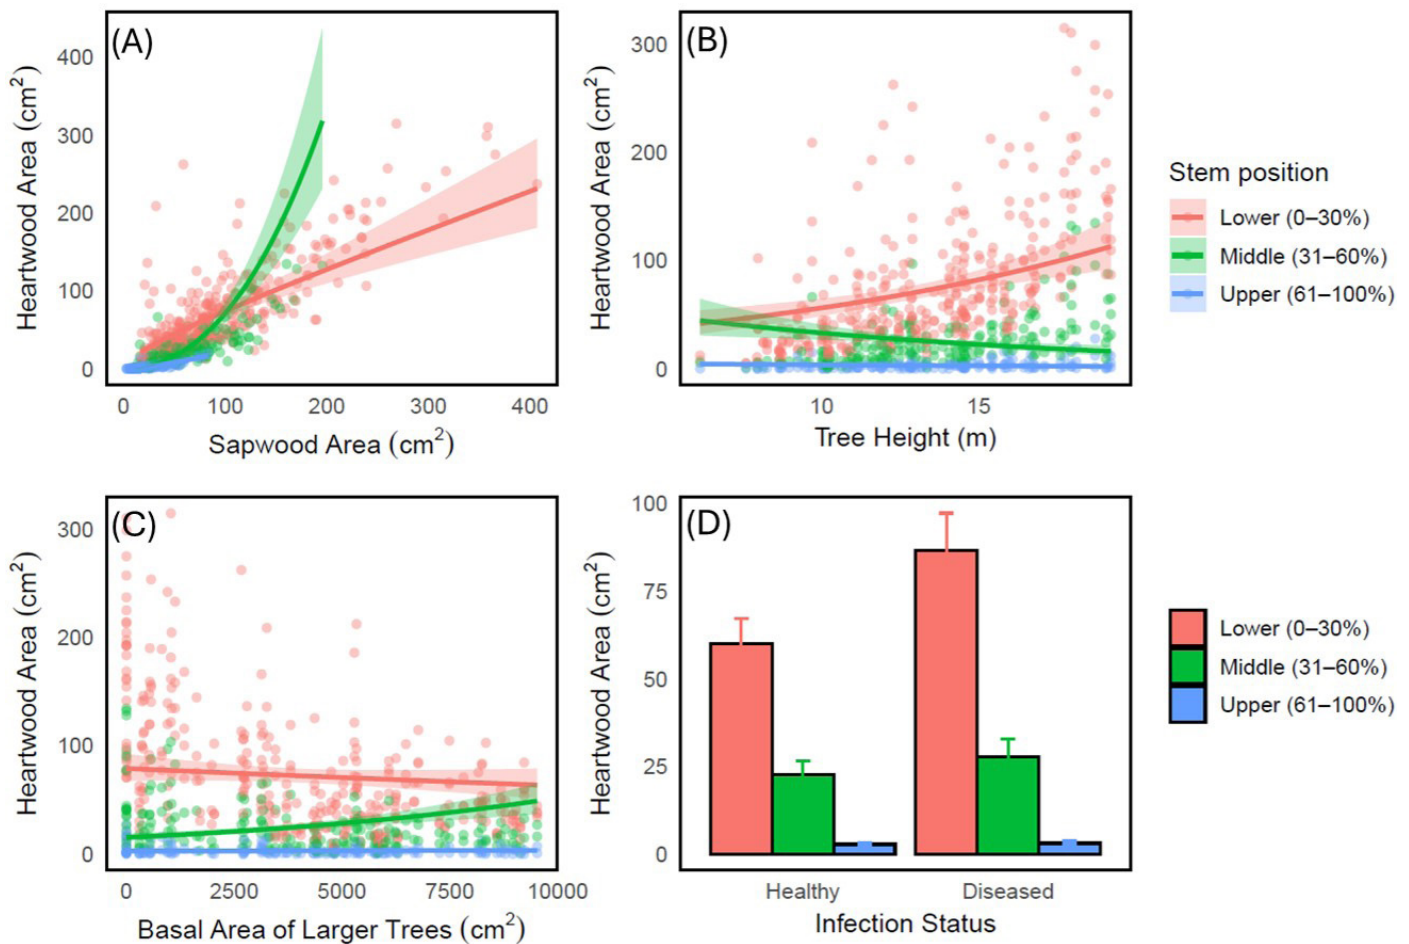 (A)
Heartwood Area (cm²)
400
300
200
100
0
0 100 200 300 400
Sapwood Area (cm²)
(B)
Heartwood Area (cm²)
300
200
100
0
10 15
Tree Height (m)
Stem position
Lower (0–30%)
Middle (31–60%)
Upper (61–100%)
(C)
Heartwood Area (cm²)
300
200
100
0
0 2500 5000 7500 10000
Basal Area of Larger Trees (cm²)
(D)
Heartwood Area (cm²)
100
75
50
25
0
Healthy Diseased
Infection Status
Lower (0–30%)
Middle (31–60%)
Upper (61–100%)